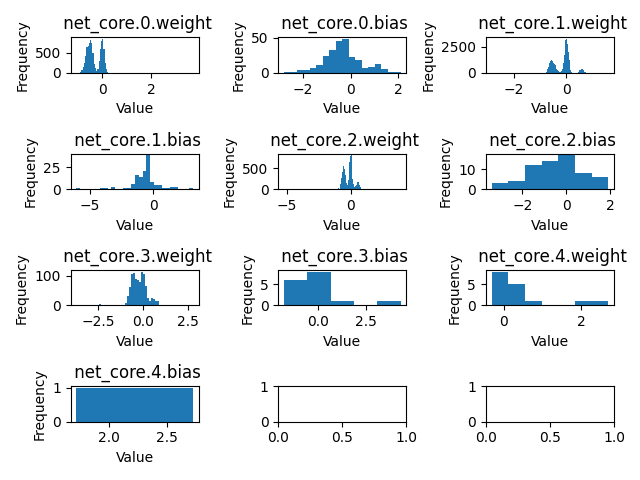 net_core.0.weight
net_core.0.bias
net_core.1.weight
Frequency
500
0
0
2
Value
Frequency
50
0
−2
0
2
Value
Frequency
2500
0
−2
0
Value
net_core.1.bias
net_core.2.weight
net_core.2.bias
Frequency
25
0
−5
0
Value
Frequency
500
0
−5
0
Value
Frequency
10
0
−2
0
2
Value
net_core.3.weight
net_core.3.bias
net_core.4.weight
Frequency
100
0
−2.5
0.0
2.5
Value
Frequency
5
0
0.0
2.5
Value
Frequency
5
0
0
2
Value
net_core.4.bias
Frequency
1
0
2.0
2.5
Value
1
0
0.0
0.5
1.0
1
0
0.0
0.5
1.0